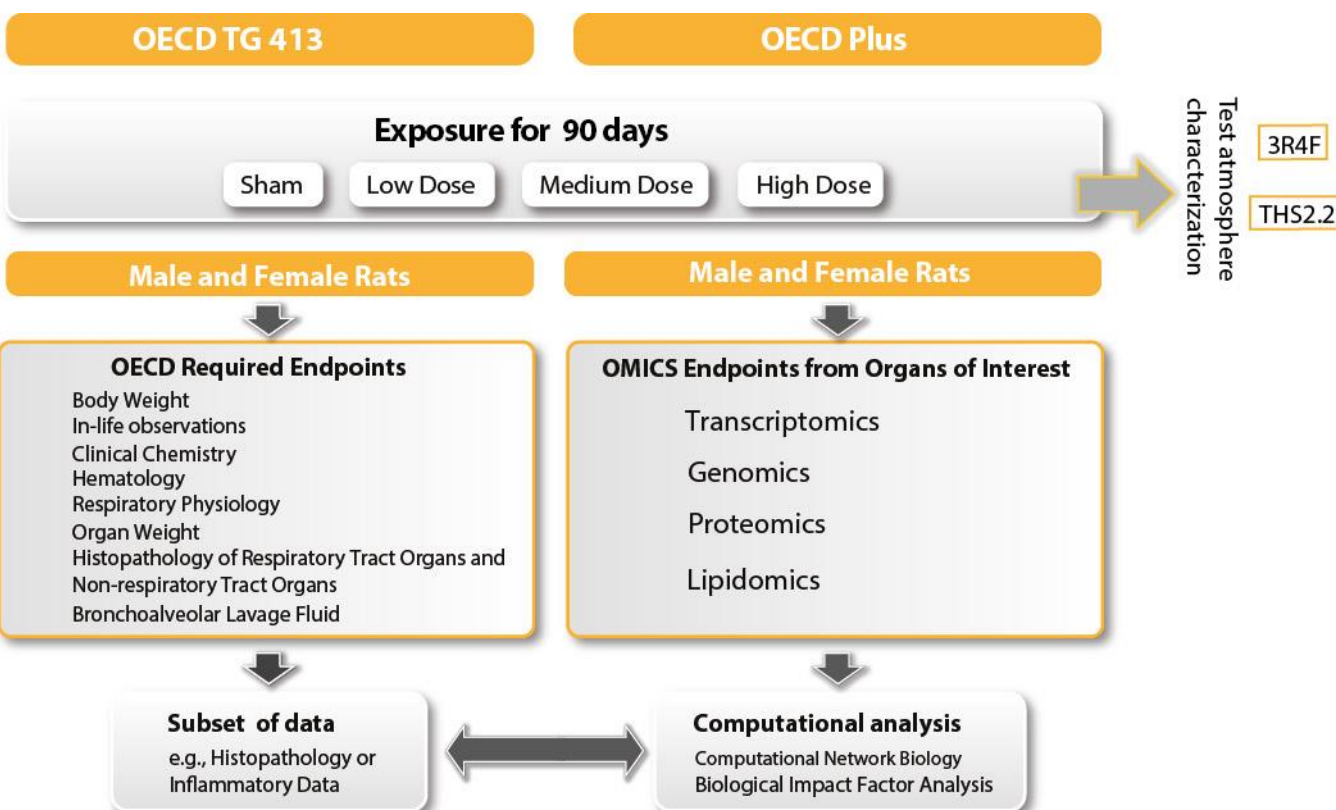 OECD TG 413
OECD Plus
Exposure for 90 days
Sham
Low Dose
Medium Dose
High Dose
Test atmosphere
characterization
3R4F
THS2.2
Male and Female Rats
Male and Female Rats
OECD Required Endpoints
Body Weight
In-life observations
Clinical Chemistry
Hematology
Respiratory Physiology
Organ Weight
Histopathology of Respiratory Tract Organs and
Non-respiratory Tract Organs
Bronchoalveolar Lavage Fluid
OMICS Endpoints from Organs of Interest
Transcriptomics
Genomics
Proteomics
Lipidomics
Subset of data
e.g., Histopathology or
Inflammatory Data
Computational analysis
Computational Network Biology
Biological Impact Factor Analysis